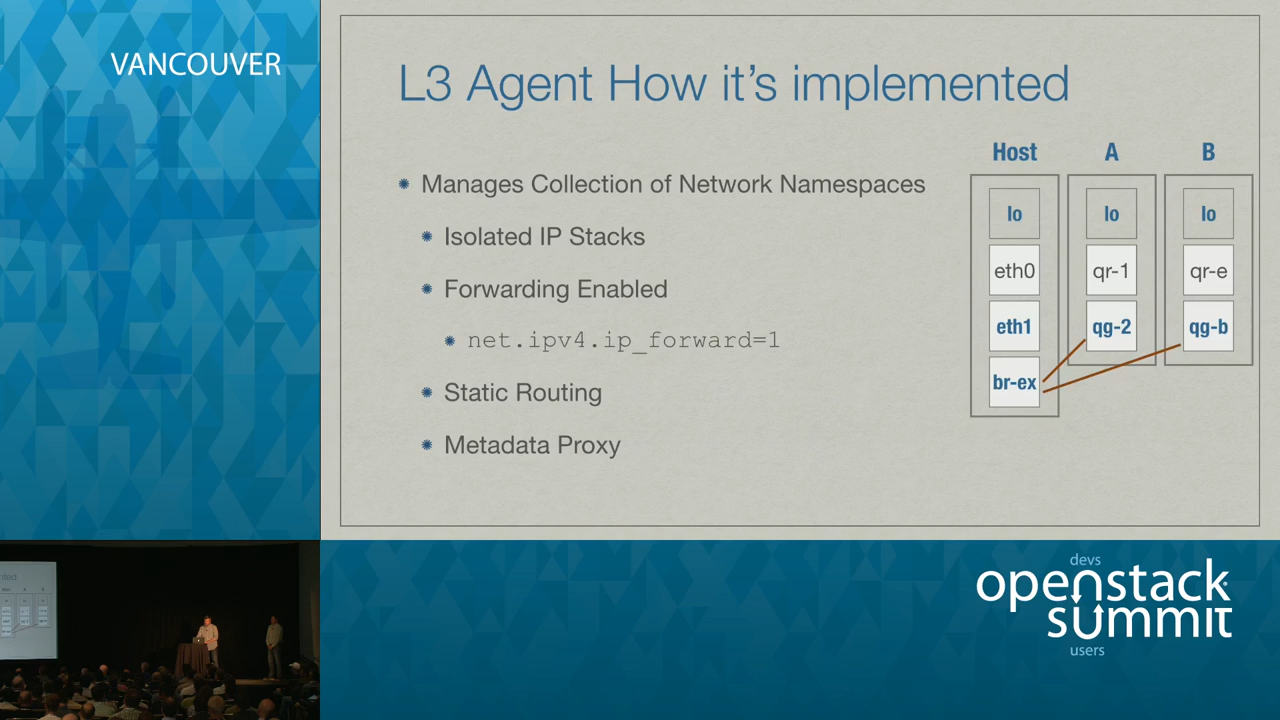 VANCOUVER
L3 Agent How it's implemented
Manages Collection of Network Namespaces
Isolated IP Stacks
Forwarding Enabled
net.ipv4.ip_forward=1
Static Routing
Metadata Proxy
Host
A
B
lo
lo
lo
eth0
qr-1
qr-e
eth1
qg-2
qg-b
br-ex
devs
openstack
summit
users